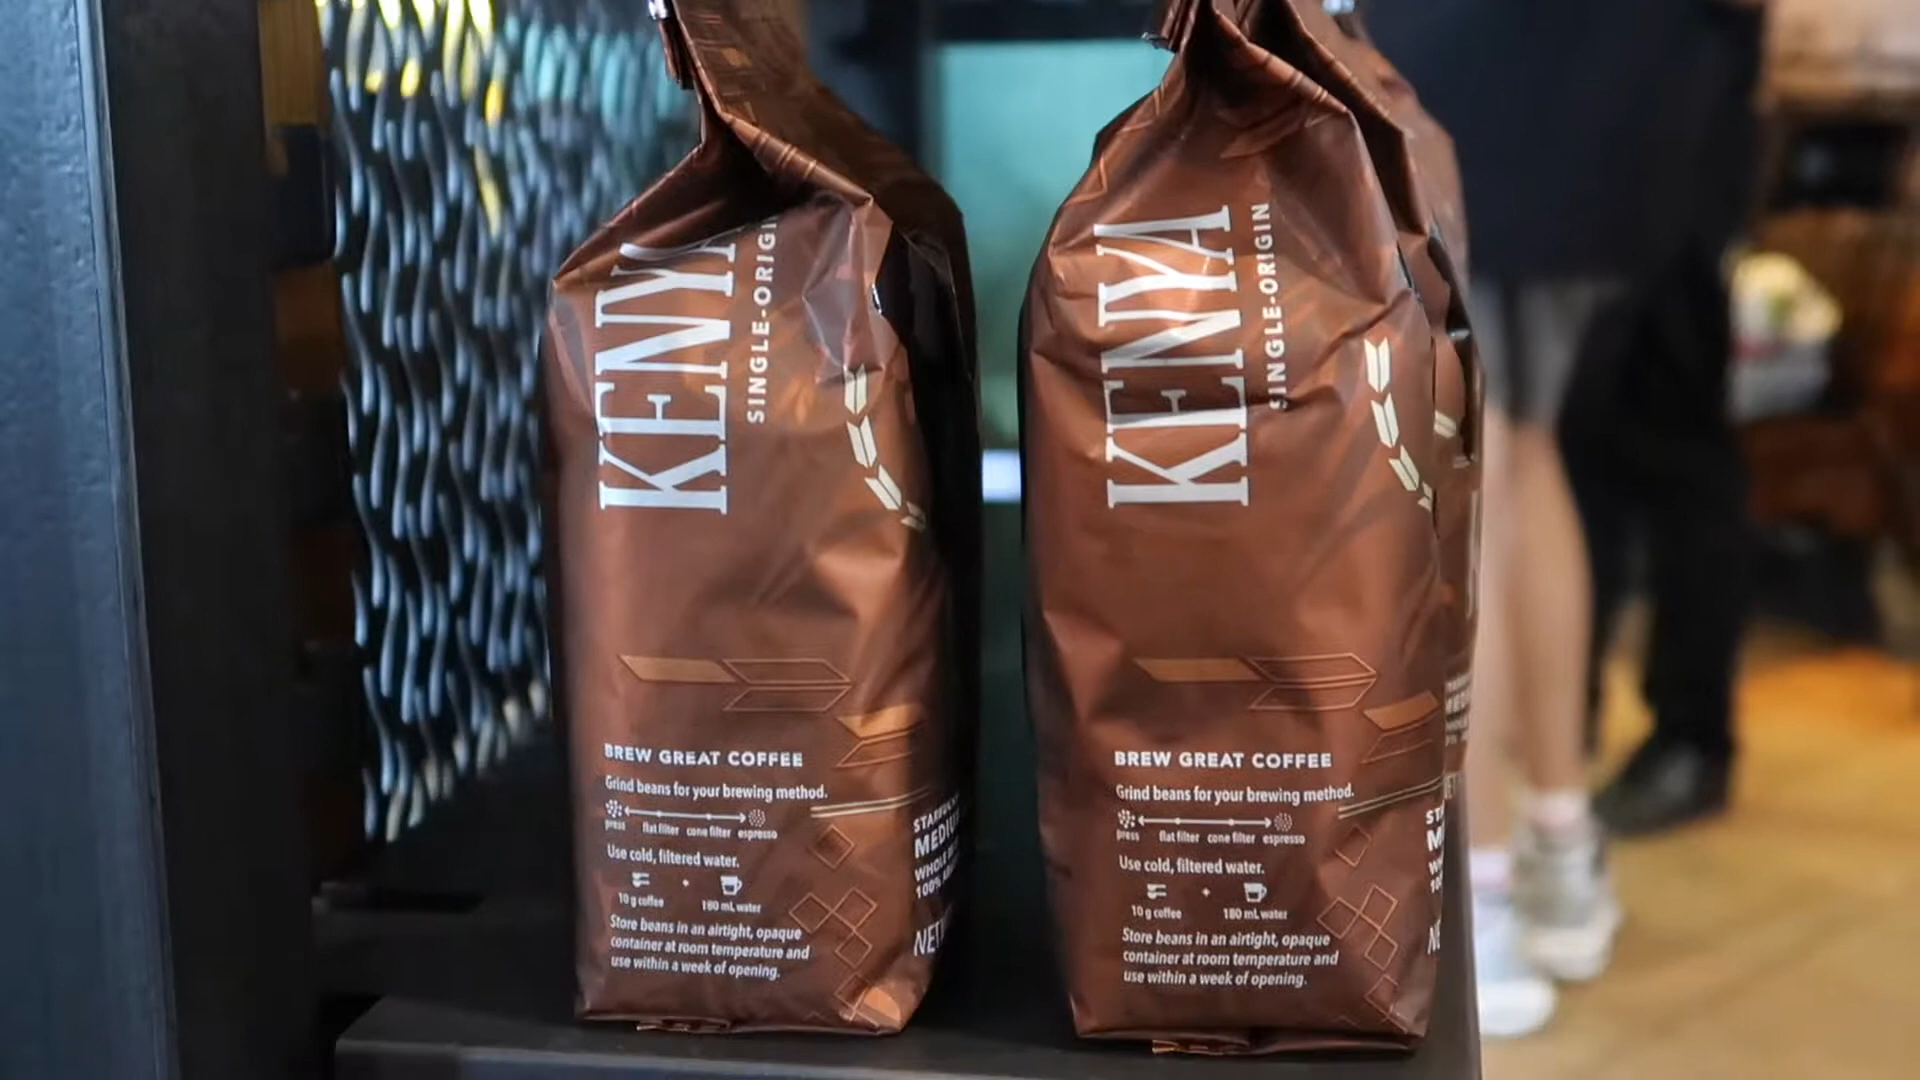 KENYA
SINGLE-ORIGIN
BREW GREAT COFFEE
Grind beans for your brewing method.
press flat filter cone filter espresso
Use cold, filtered water.
10 g coffee + 180 mL water
Store beans in an airtight, opaque
container at room temperature and
use within a week of opening.
KENYA
SINGLE-ORIGIN
BREW GREAT COFFEE
Grind beans for your brewing method.
press flat filter cone filter espresso
Use cold, filtered water.
10 g coffee + 180 mL water
Store beans in an airtight, opaque
container at room temperature and
use within a week of opening.
WHOLE
100%
NET